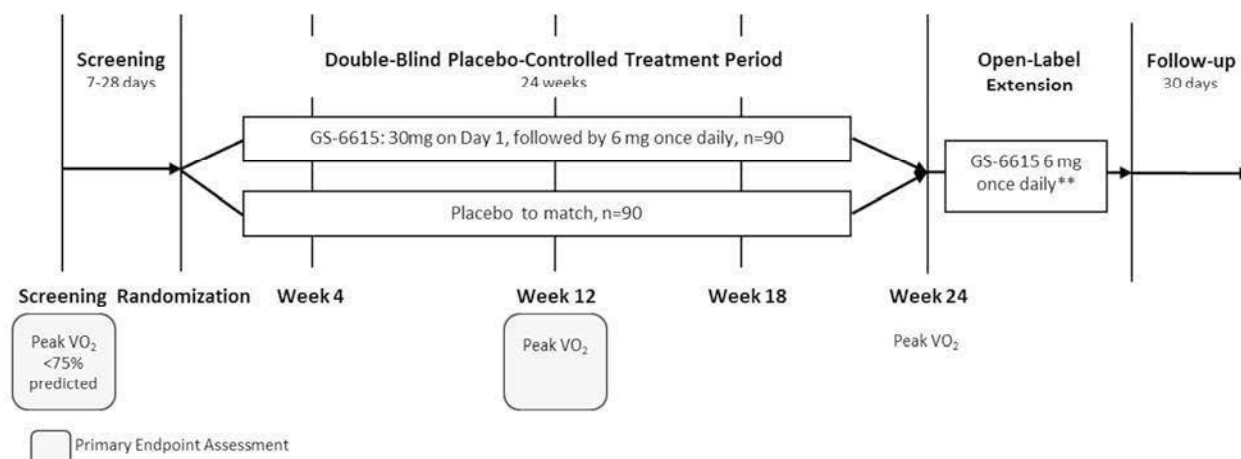 Screening
7-28 days
Double-Blind Placebo-Controlled Treatment Period
24 weeks
Open-Label
Extension
Follow-up
30 days
GS-6615: 30mg on Day 1, followed by 6 mg once daily, n=90
Placebo to match, n=90
GS-6615 6 mg
once daily**
Screening
Randomization
Week 4
Week 12
Week 18
Week 24
Peak VO₂
<75%
predicted
Peak VO₂
Peak VO₂
Primary Endpoint Assessment